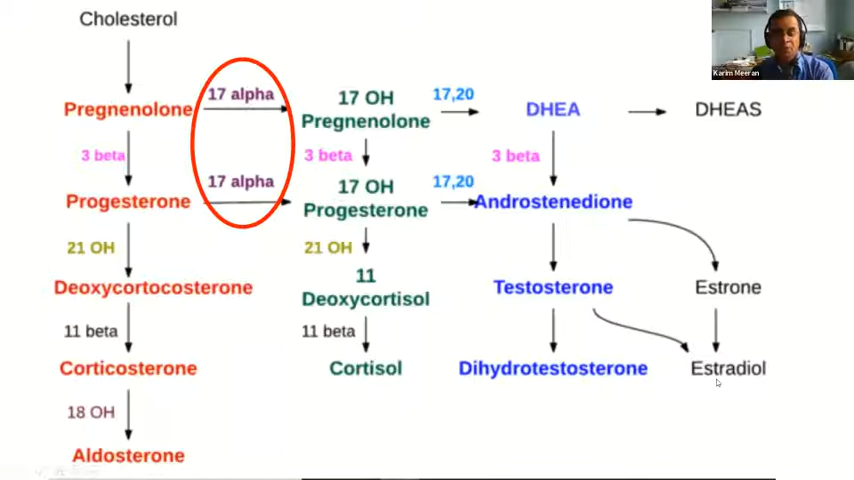 Cholesterol
Karim Meeran
Pregnenolone
17 alpha
17 OH
Pregnenolone
17,20
DHEA
DHEAS
3 beta
3 beta
3 beta
Progesterone
17 alpha
17 OH
Progesterone
17,20
Androstenedione
21 OH
21 OH
Deoxycortocosterone
11
Deoxycortisol
Testosterone
Estrone
11 beta
11 beta
Corticosterone
Cortisol
Dihydrotestosterone
Estradiol
18 OH
Aldosterone